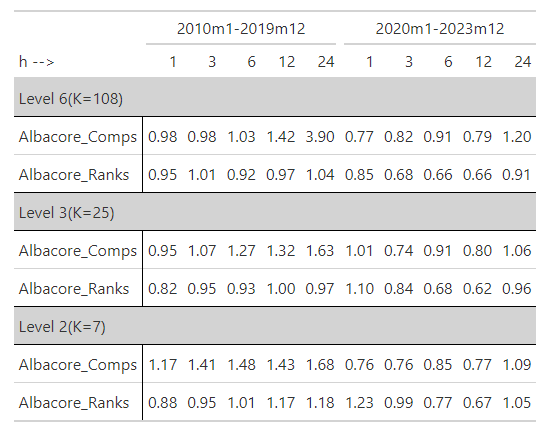 2010m1-2019m12 2020m1-2023m12
h --> 1 3 6 12 24 1 3 6 12 24
Level 6(K=108)
Albacore_Comps 0.98 0.98 1.03 1.42 3.90 0.77 0.82 0.91 0.79 1.20
Albacore_Ranks 0.95 1.01 0.92 0.97 1.04 0.85 0.68 0.66 0.66 0.91
Level 3(K=25)
Albacore_Comps 0.95 1.07 1.27 1.32 1.63 1.01 0.74 0.91 0.80 1.06
Albacore_Ranks 0.82 0.95 0.93 1.00 0.97 1.10 0.84 0.68 0.62 0.96
Level 2(K=7)
Albacore_Comps 1.17 1.41 1.48 1.43 1.68 0.76 0.76 0.85 0.77 1.09
Albacore_Ranks 0.88 0.95 1.01 1.17 1.18 1.23 0.99 0.77 0.67 1.05